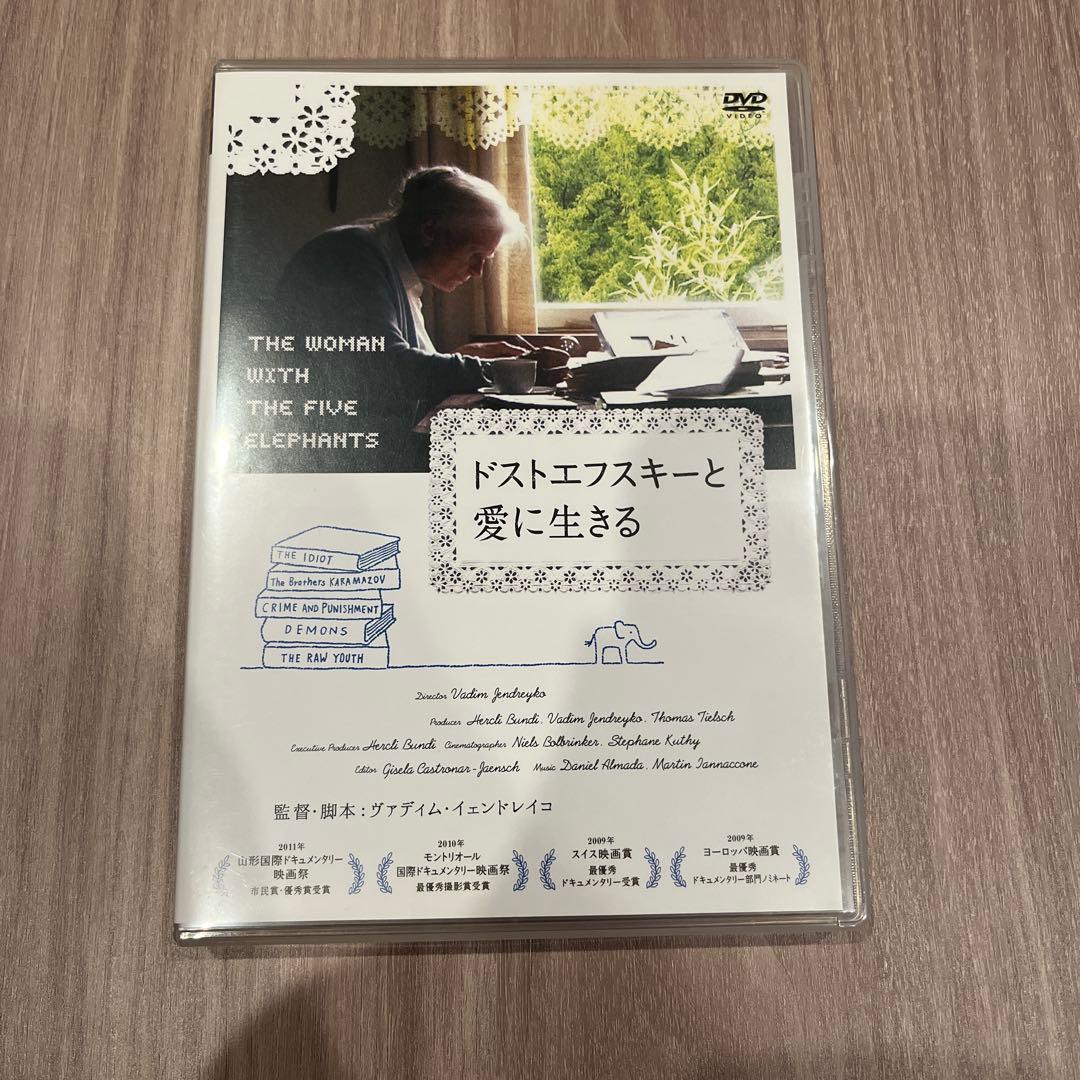 DVD
VIDEO
THE WOMAN
WITH
THE FIVE
ELEPHANTS
ドストエフスキーと
愛に生きる
THE IDIOT
The Brothers KARAMAZOV
CRIME AND PUNISHMENT
DEMONS
THE RAW YOUTH
Director Vadim Jendreyko
Producer Hercli Bundi, Vadim Jendreyko, Thomas Tielsch
Executive Producer Hercli Bundi Cinematographer Niels Bolbrinker, Stephane Kuthy
Editor Gisela Castronar-Jaensch Music Daniel Almada, Martin Iannaccone
監督・脚本：ヴァディム・イェンドレイコ
2011年
山形国際ドキュメンタリー
映画祭
市民賞・優秀賞受賞
2010年
モントリオール
国際ドキュメンタリー映画祭
最優秀撮影賞受賞
2009年
スイス映画賞
最優秀
ドキュメンタリー受賞
2009年
ヨーロッパ映画賞
最優秀
ドキュメンタリー部門ノミネート